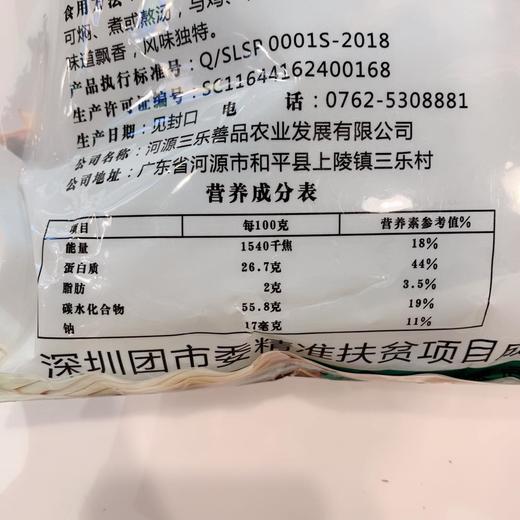 食用方法：
可焖、煮或熬汤，与鸡、
味道飘香，风味独特。
产品执行标准号：Q/SLSP 0001S-2018
生产许可证编号：SC11644162400168
生产日期：见封口 电 话：0762-5308881
公司名称：河源三乐善品农业发展有限公司
公司地址：广东省河源市和平县上陵镇三乐村
营养成分表
项目 每100克 营养素参考值%
能量 1540千焦 18%
蛋白质 26.7克 44%
脂肪 2克 3.5%
碳水化合物 55.8克 19%
钠 17毫克 11%
深圳团市委精准扶贫项目